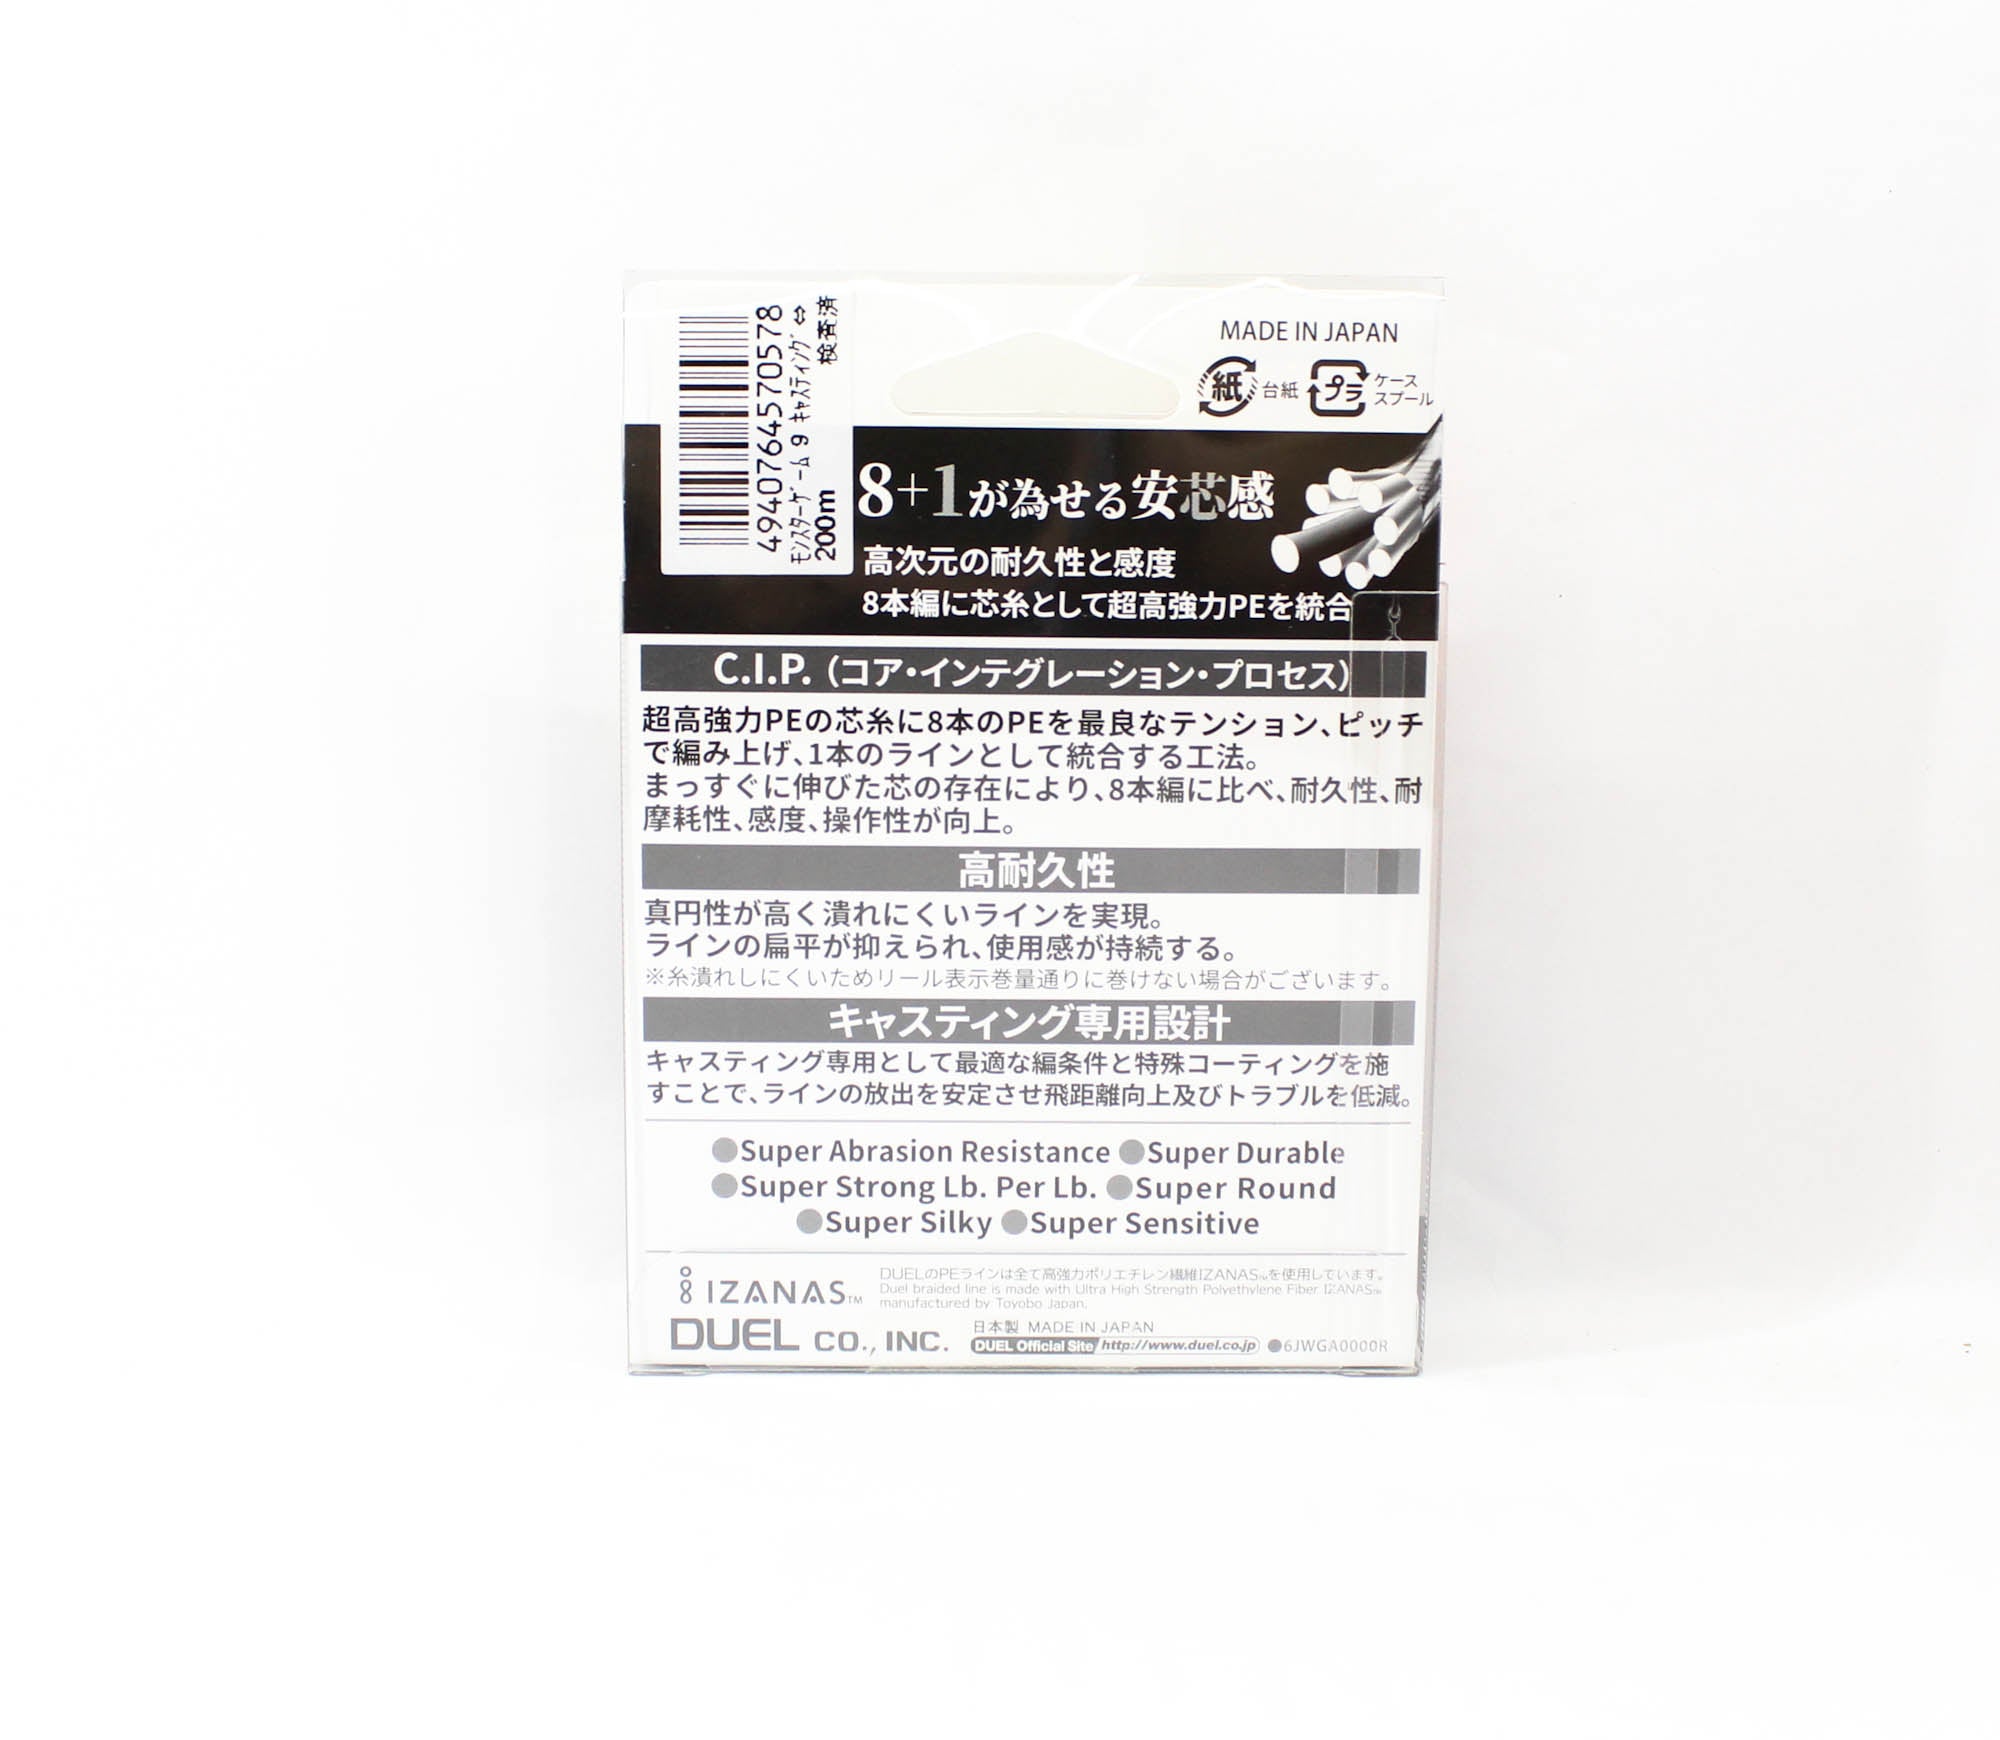 4940764570578
ﾓﾝｽﾀｰｹﾞｰﾑ 9 ｷｬｽﾃｨﾝｸﾞ⇔
200m
検査済
MADE IN JAPAN
紙 台紙 プラ ケース
スプール
8+1が為せる安芯感
高次元の耐久性と感度
8本編に芯糸として超高強力PEを統合
C.I.P.（コア・インテグレーション・プロセス）
超高強力PEの芯糸に8本のPEを最良なテンション、ピッチ
で編み上げ、1本のラインとして統合する工法。
まっすぐに伸びた芯の存在により、8本編に比べ、耐久性、耐
摩耗性、感度、操作性が向上。
高耐久性
真円性が高く潰れにくいラインを実現。
ラインの扁平が抑えられ、使用感が持続する。
※糸潰れしにくいためリール表示巻量通りに巻けない場合がございます。
キャスティング専用設計
キャスティング専用として最適な編条件と特殊コーティングを施
すことで、ラインの放出を安定させ飛距離向上及びトラブルを低減。
●Super Abrasion Resistance ●Super Durable
●Super Strong Lb. Per Lb. ●Super Round
●Super Silky ●Super Sensitive
IZANAS™
DUELのPEラインは全て高強力ポリエチレン繊維IZANAS™を使用しています。
Duel braided line is made with Ultra High Strength Polyethylene Fiber IZANAS™
manufactured by Toyobo Japan.
DUEL CO., INC.
日本製 MADE IN JAPAN
DUEL Official Site http://www.duel.co.jp ●6JWGA0000R